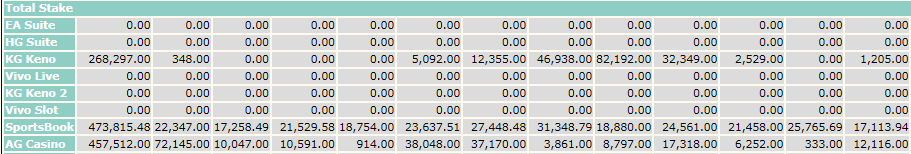 Total Stake
EA Suite 0.00 0.00 0.00 0.00 0.00 0.00 0.00 0.00 0.00 0.00 0.00 0.00 0.00
HG Suite 0.00 0.00 0.00 0.00 0.00 0.00 0.00 0.00 0.00 0.00 0.00 0.00 0.00
KG Keno 268,297.00 348.00 0.00 0.00 0.00 5,092.00 12,355.00 46,938.00 82,192.00 32,349.00 2,529.00 0.00 1,205.00
Vivo Live 0.00 0.00 0.00 0.00 0.00 0.00 0.00 0.00 0.00 0.00 0.00 0.00 0.00
KG Keno 2 0.00 0.00 0.00 0.00 0.00 0.00 0.00 0.00 0.00 0.00 0.00 0.00 0.00
Vivo Slot 0.00 0.00 0.00 0.00 0.00 0.00 0.00 0.00 0.00 0.00 0.00 0.00 0.00
SportsBook 473,815.48 22,347.00 17,258.49 21,529.58 18,754.00 23,637.51 27,448.48 31,348.79 18,880.00 24,561.00 21,458.00 25,765.69 17,113.94
AG Casino 457,512.00 72,145.00 10,047.00 10,591.00 914.00 38,048.00 37,170.00 3,861.00 8,797.00 17,318.00 6,252.00 333.00 12,116.00